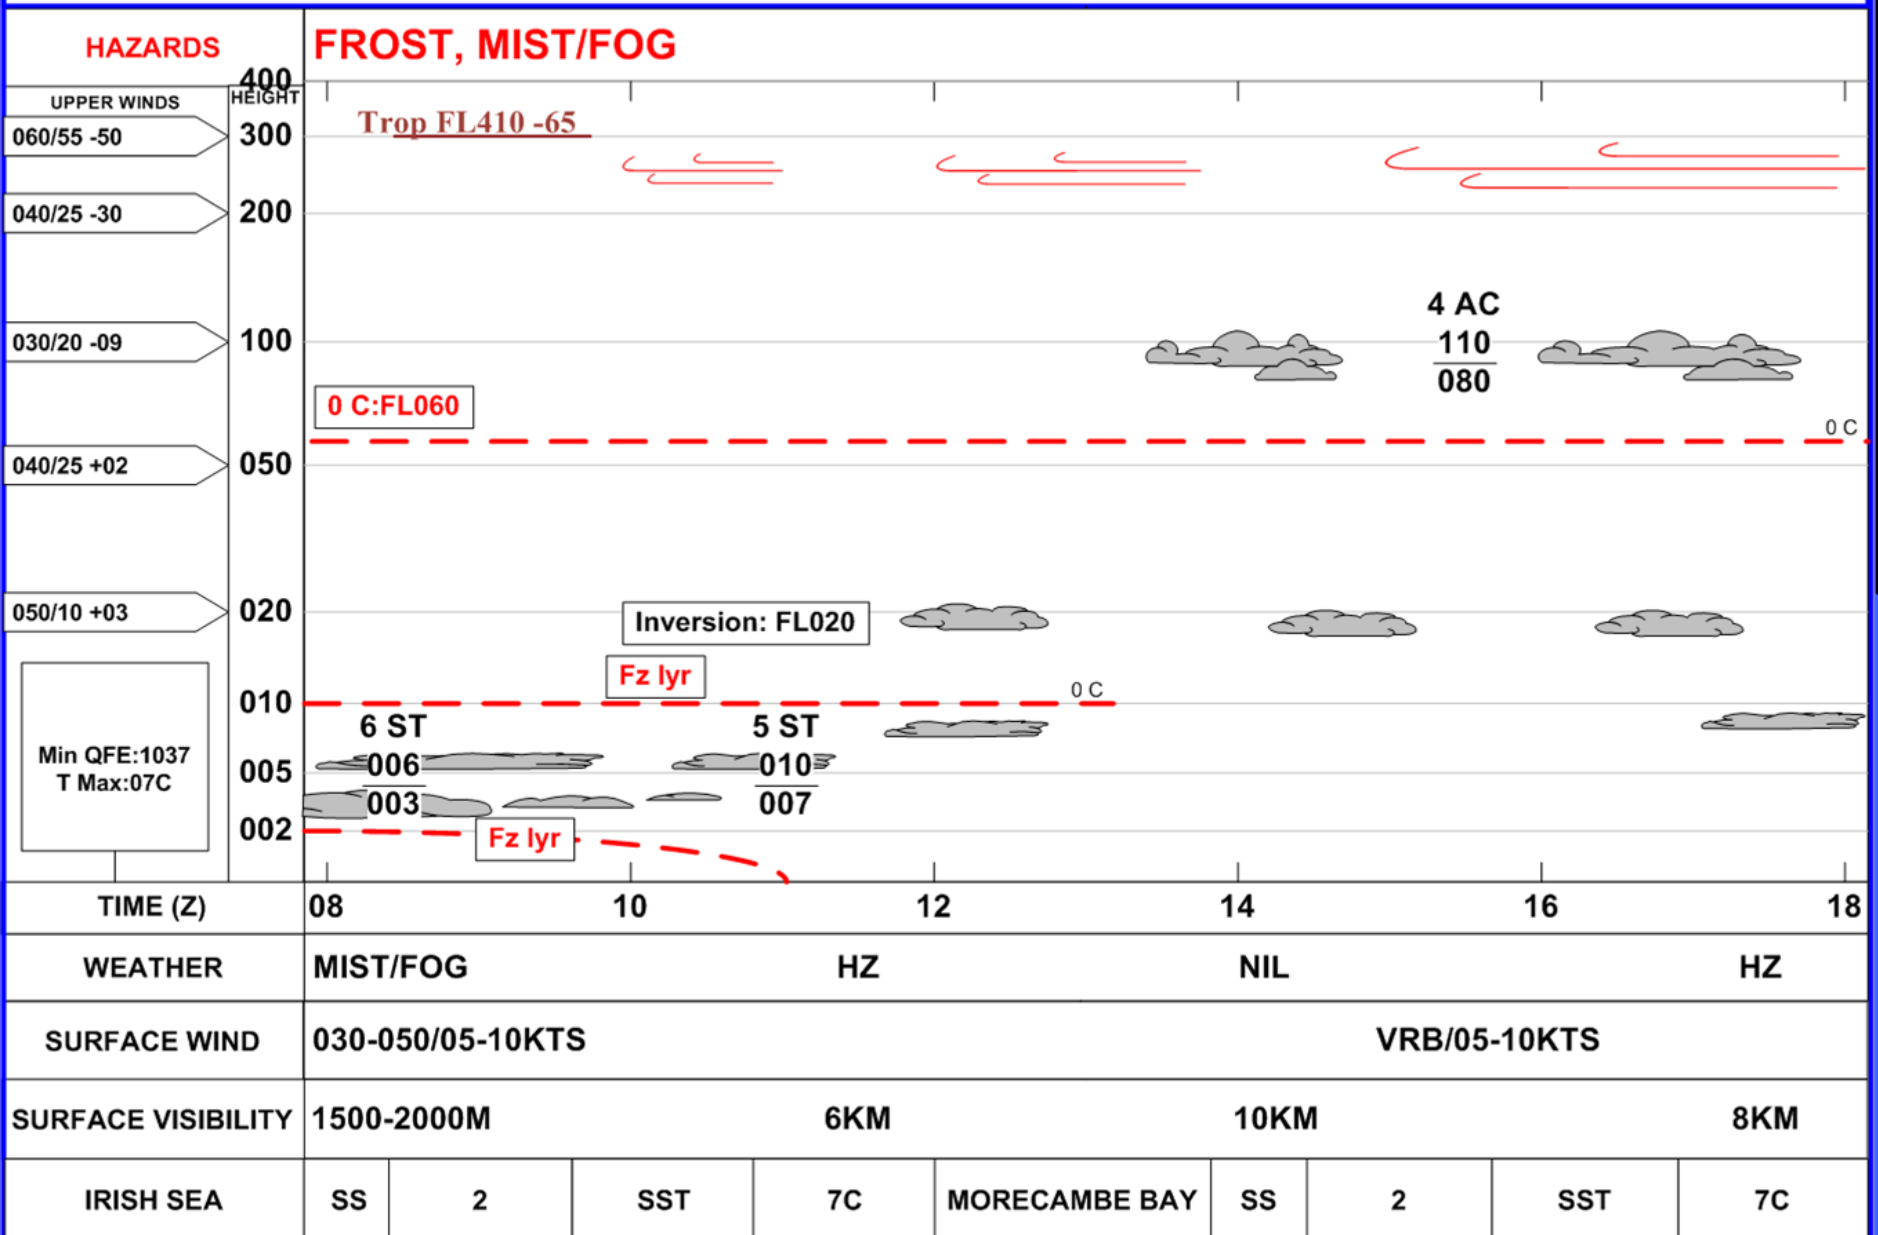 HAZARDS
FROST, MIST/FOG
400
UPPER WINDS
HEIGHT
Trop FL410 -65
060/55 -50
300
040/25 -30
200
4 AC
030/20 -09
100
110
080
0 C:FL060
0 C
040/25 +02
050
050/10 +03
020
Inversion: FL020
Fz lyr
0 C
010
6 ST
5 ST
Min QFE:1037
T Max:07C
006
010
005
003
007
002
Fz lyr
TIME (Z)
08
10
12
14
16
18
WEATHER
MIST/FOG
HZ
NIL
HZ
SURFACE WIND
030-050/05-10KTS
VRB/05-10KTS
SURFACE VISIBILITY
1500-2000M
6KM
10KM
8KM
IRISH SEA
SS
2
SST
7C
MORECAMBE BAY
SS
2
SST
7C